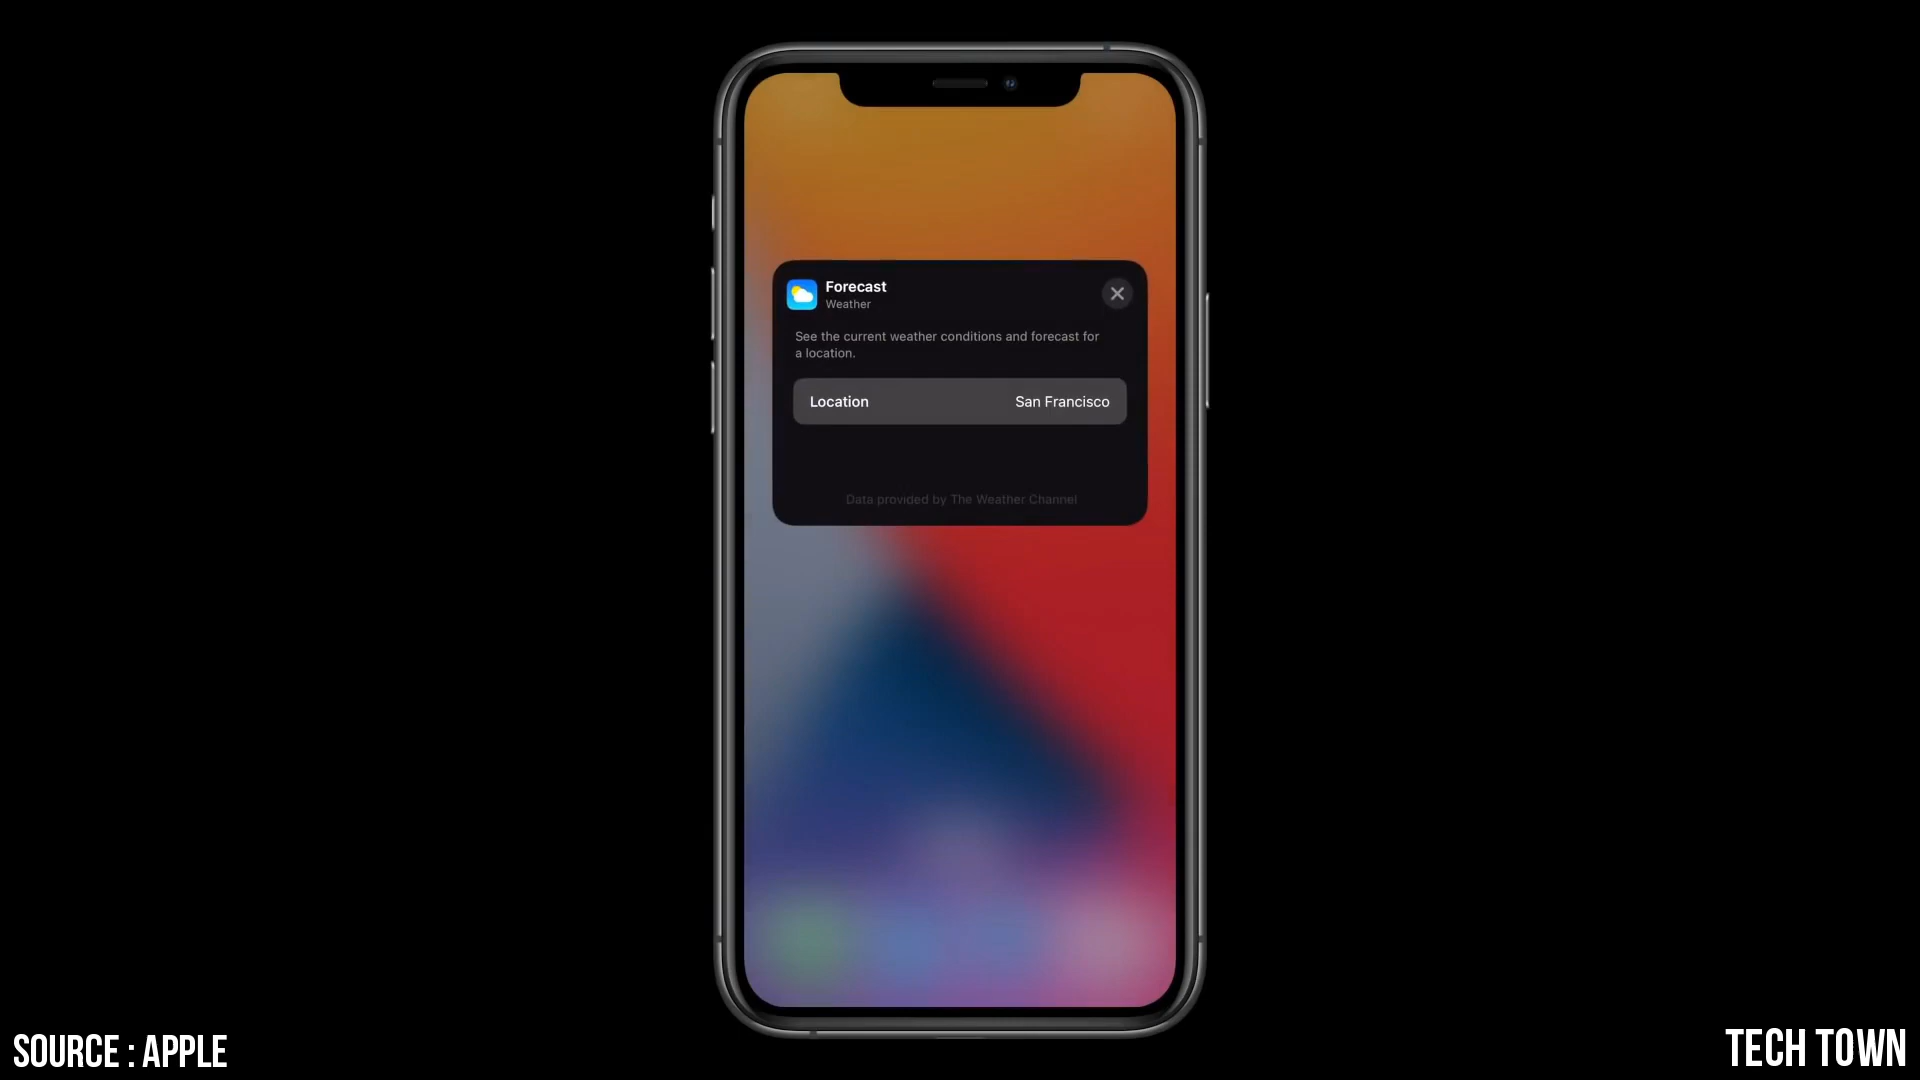 Forecast
Weather
See the current weather conditions and forecast for
a location.
Location San Francisco
Data provided by The Weather Channel
SOURCE : APPLE
TECH TOWN